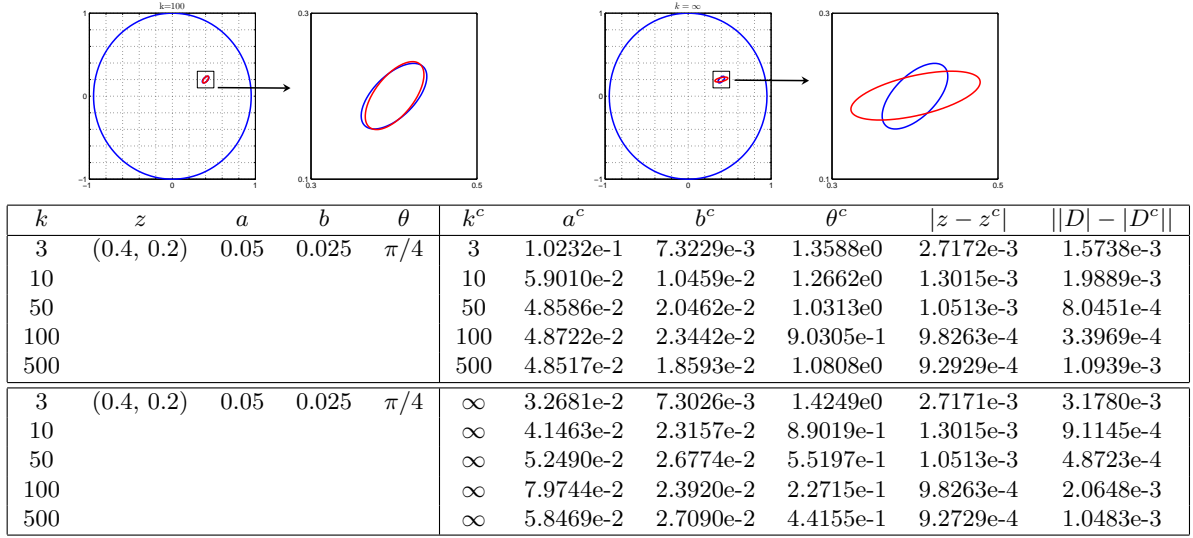 k=100
1
0
−1
−1
0
1
0.3
0.1
0.3
0.5
k = ∞
1
0
−1
−1
0
1
0.3
0.1
0.3
0.5
k z a b θ k^c a^c b^c θ^c |z − z^c| ||D| − |D^c||
3 (0.4, 0.2) 0.05 0.025 π/4 3 1.0232e-1 7.3229e-3 1.3588e0 2.7172e-3 1.5738e-3
10 10 5.9010e-2 1.0459e-2 1.2662e0 1.3015e-3 1.9889e-3
50 50 4.8586e-2 2.0462e-2 1.0313e0 1.0513e-3 8.0451e-4
100 100 4.8722e-2 2.3442e-2 9.0305e-1 9.8263e-4 3.3969e-4
500 500 4.8517e-2 1.8593e-2 1.0808e0 9.2929e-4 1.0939e-3
3 (0.4, 0.2) 0.05 0.025 π/4 ∞ 3.2681e-2 7.3026e-3 1.4249e0 2.7171e-3 3.1780e-3
10 ∞ 4.1463e-2 2.3157e-2 8.9019e-1 1.3015e-3 9.1145e-4
50 ∞ 5.2490e-2 2.6774e-2 5.5197e-1 1.0513e-3 4.8723e-4
100 ∞ 7.9744e-2 2.3920e-2 2.2715e-1 9.8263e-4 2.0648e-3
500 ∞ 5.8469e-2 2.7090e-2 4.4155e-1 9.2729e-4 1.0483e-3